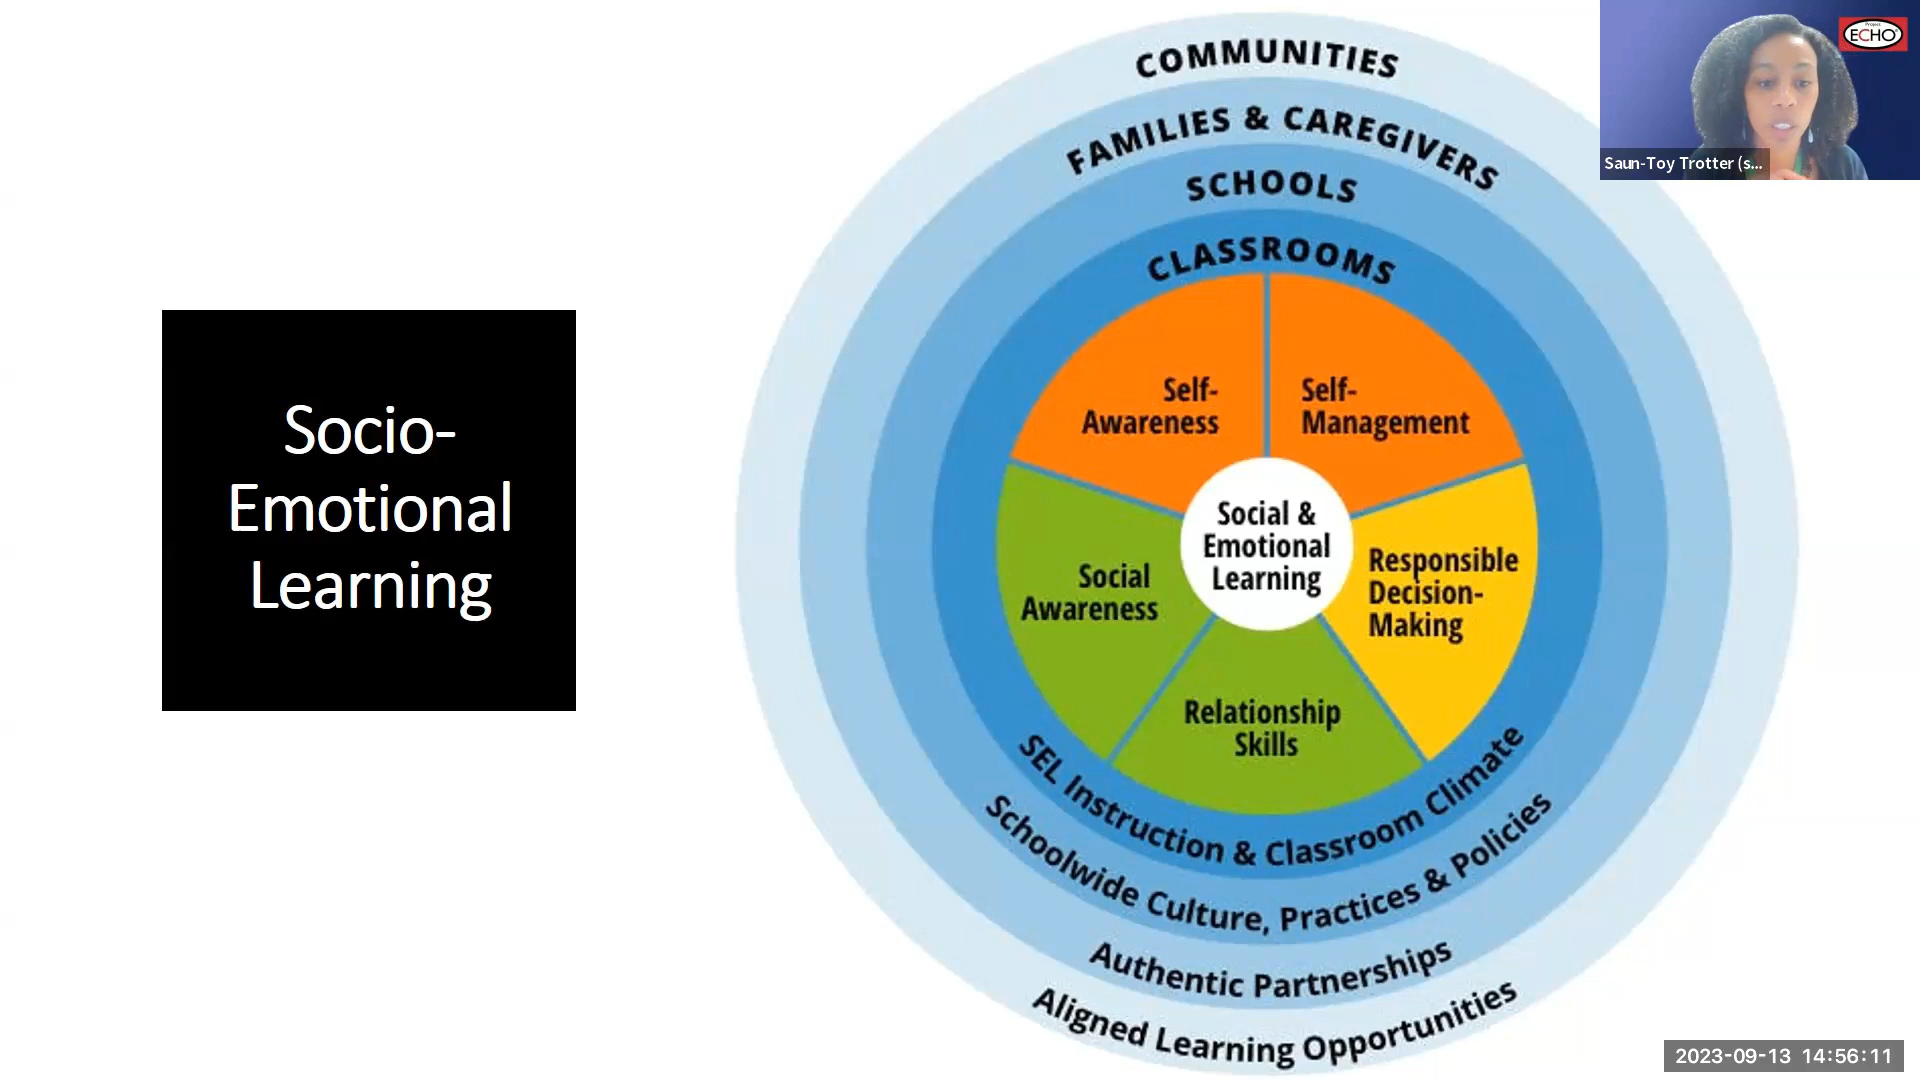 Socio-
Emotional
Learning
COMMUNITIES
FAMILIES & CAREGIVERS
SCHOOLS
CLASSROOMS
Self-
Awareness
Self-
Management
Social &
Emotional
Learning
Social
Awareness
Responsible
Decision-
Making
Relationship
Skills
SEL Instruction & Classroom Climate
Schoolwide Culture, Practices & Policies
Authentic Partnerships
Aligned Learning Opportunities
Project
ECHO
Saun-Toy Trotter (s...
2023-09-13 14:56:11